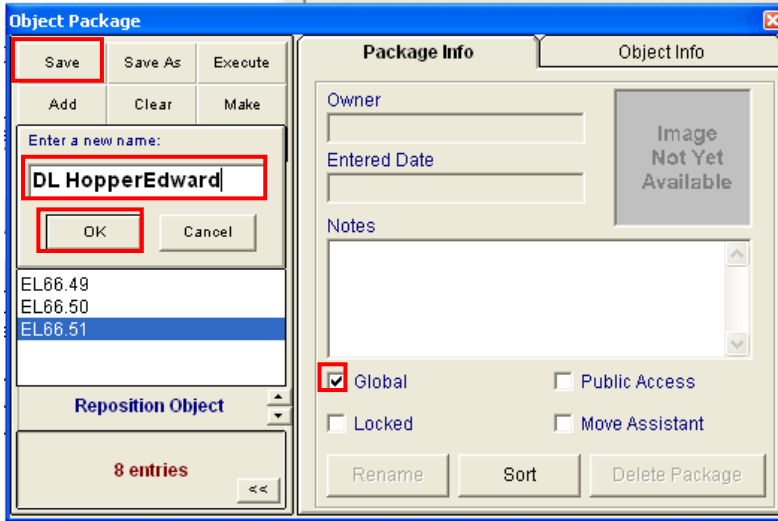 Object Package
Save Save As Execute
Add Clear Make
Enter a new name:
DL HopperEdward
OK Cancel
EL66.49
EL66.50
EL66.51
Reposition Object
8 entries
<<
Package Info Object Info
Owner
Image
Not Yet
Available
Entered Date
Notes
Global Public Access
Locked Move Assistant
Rename Sort Delete Package